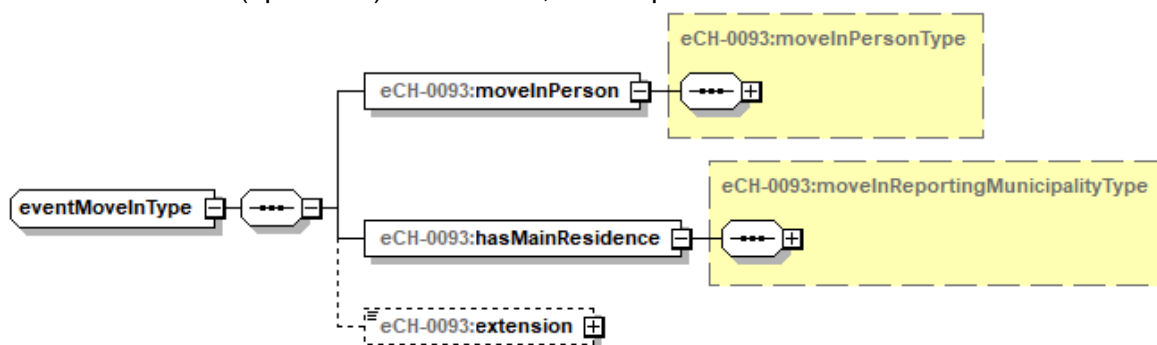 eCH-0093:moveInPersonType
eCH-0093:moveInPerson
eCH-0093:moveInReportingMunicipalityType
eventMoveInType
eCH-0093:hasMainResidence
eCH-0093:extension